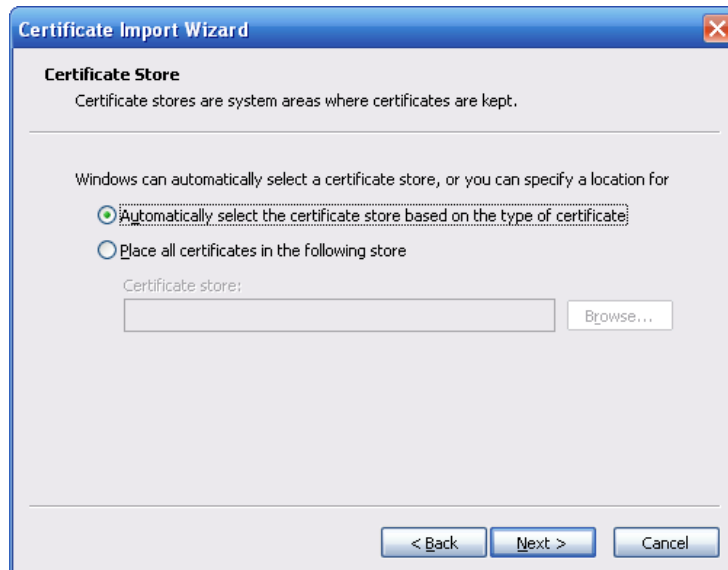 Certificate Import Wizard
Certificate Store
Certificate stores are system areas where certificates are kept.
Windows can automatically select a certificate store, or you can specify a location for
Automatically select the certificate store based on the type of certificate
Place all certificates in the following store
Certificate store:
Browse...
< Back Next > Cancel